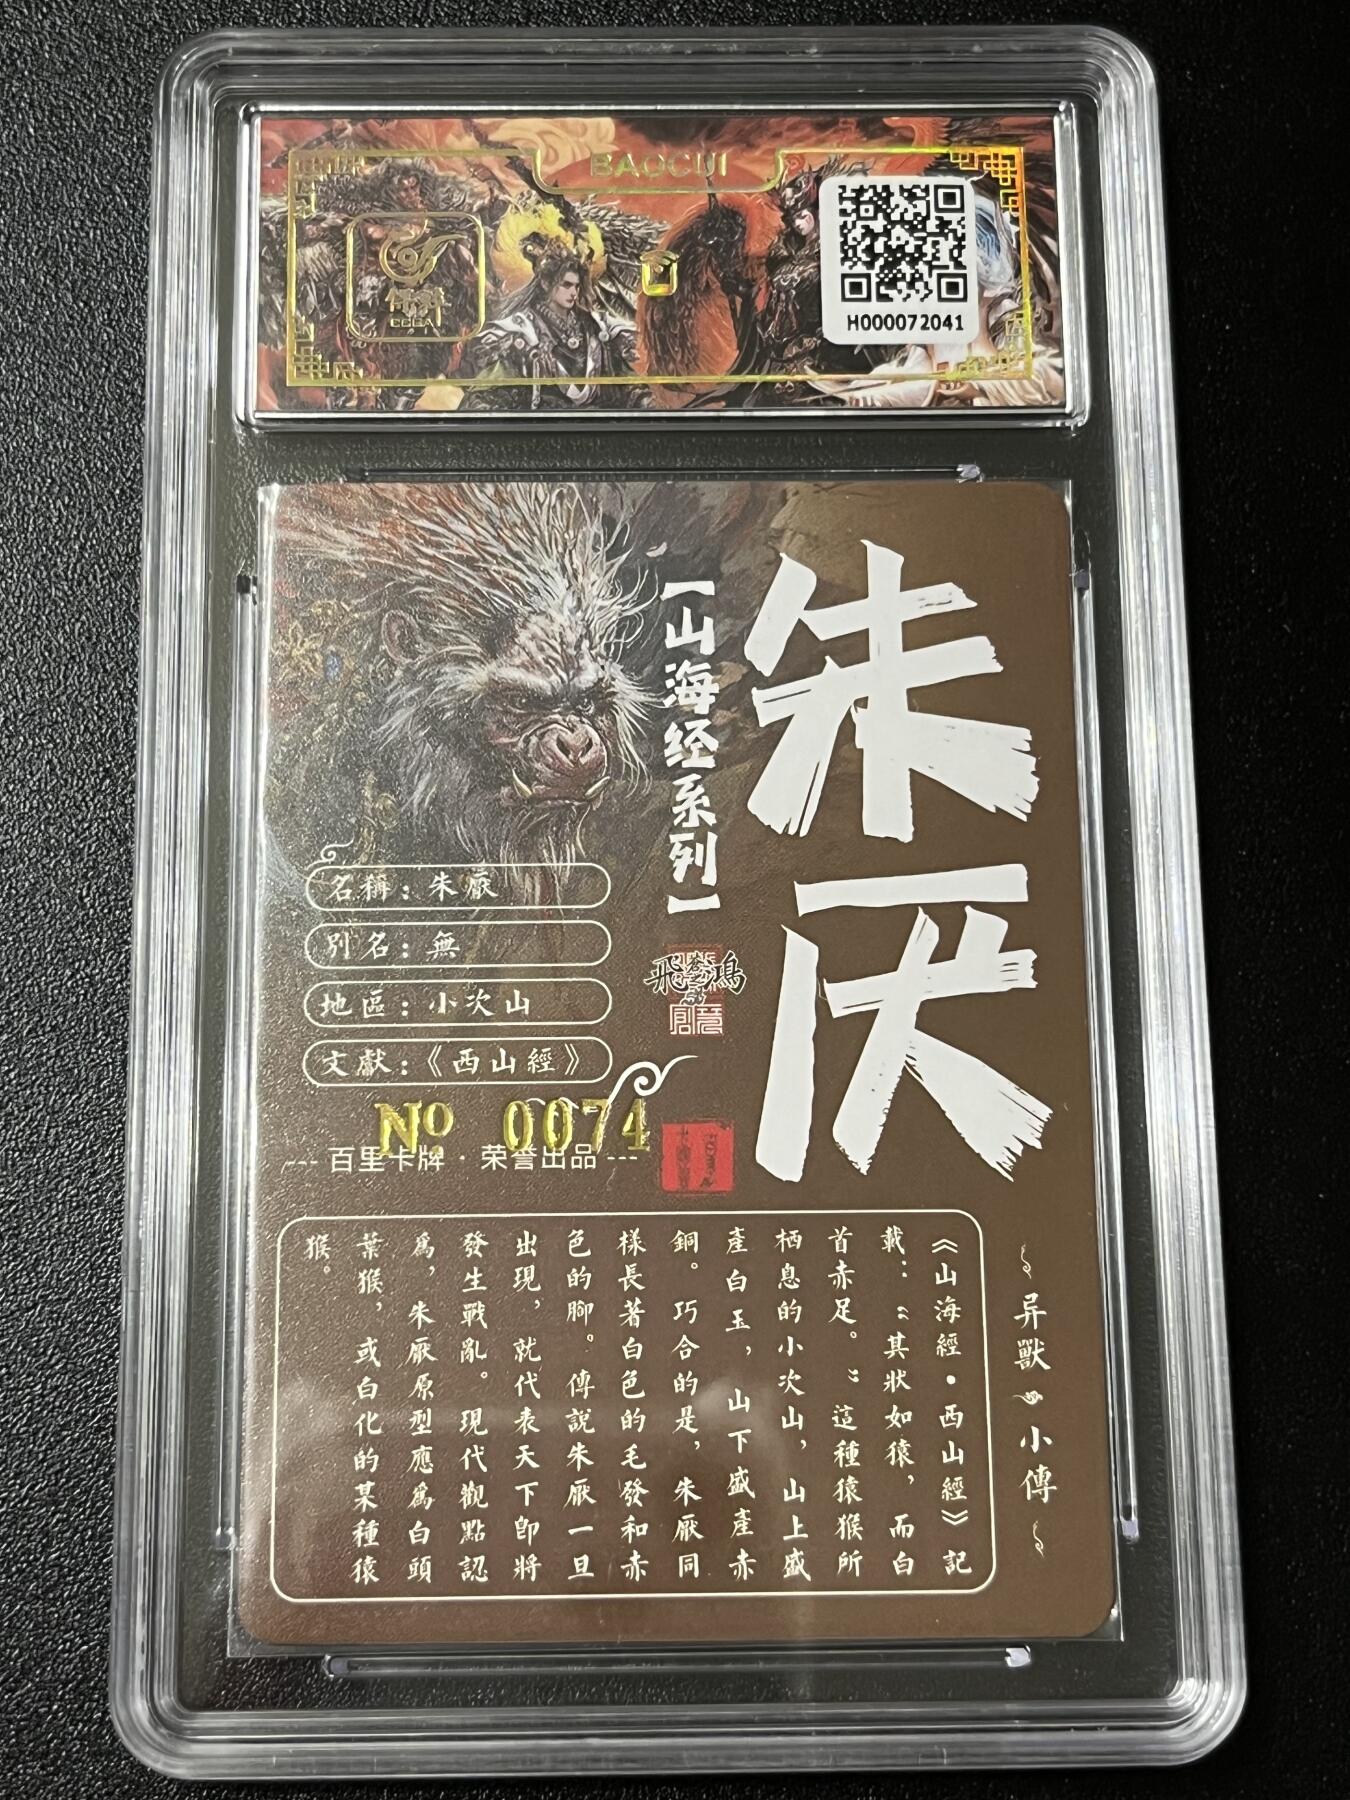 BAOCUI
CCGA
H000072041
朱厌
【山海经系列】
飛鴻
名稱：朱厭
別名：無
地區：小次山
文獻：《西山經》
№ 0074
--- 百里卡牌 · 荣誉出品 ---
异獸 小傳
《山海經•西山經》記
載：“其狀如猿，而白
首赤足。”這種猿猴所
栖息的小次山，山上盛
產白玉，山下盛產赤
銅。巧合的是，朱厭同
樣長著白色的毛發和赤
色的腳。傳說朱厭一旦
出現，就代表天下即將
發生戰亂。現代觀點認
爲，朱厭原型應爲白頭
葉猴，或白化的某種猿
猴。